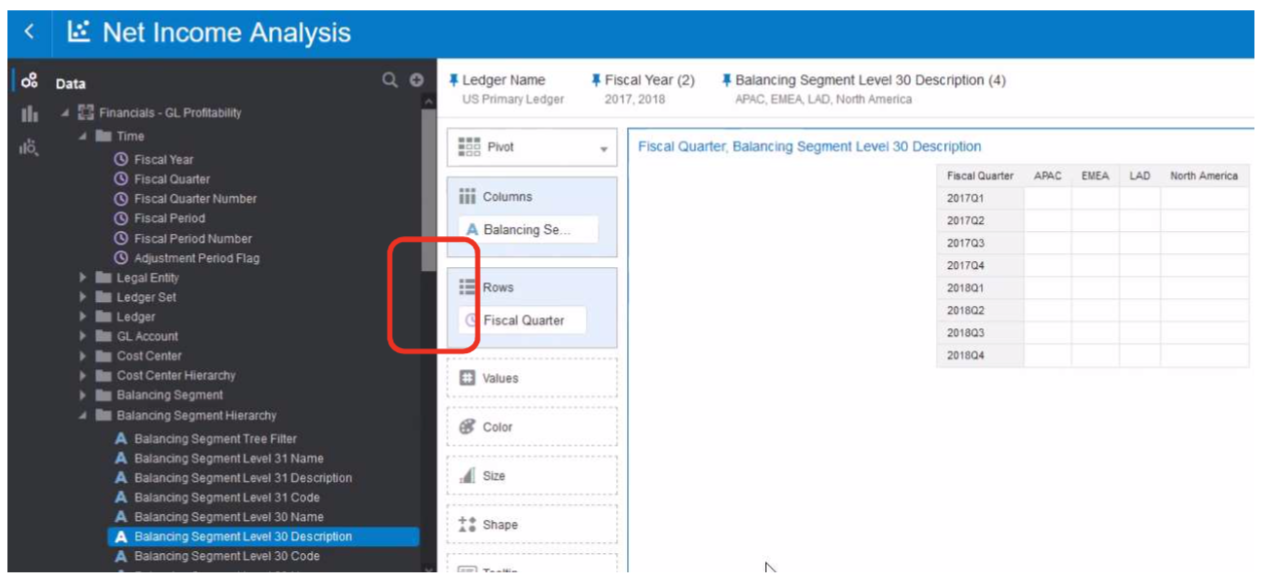 Net Income Analysis
Data
Financials - GL Profitability
Time
Fiscal Year
Fiscal Quarter
Fiscal Quarter Number
Fiscal Period
Fiscal Period Number
Adjustment Period Flag
Legal Entity
Ledger Set
Ledger
GL Account
Cost Center
Cost Center Hierarchy
Balancing Segment
Balancing Segment Hierarchy
A Balancing Segment Tree Filter
A Balancing Segment Level 31 Name
A Balancing Segment Level 31 Description
A Balancing Segment Level 31 Code
A Balancing Segment Level 30 Name
A Balancing Segment Level 30 Description
A Balancing Segment Level 30 Code
Ledger Name Fiscal Year (2) Balancing Segment Level 30 Description (4)
US Primary Ledger 2017, 2018 APAC, EMEA, LAD, North America
Pivot
Columns
A Balancing Se...
Rows
Fiscal Quarter
Values
Color
Size
Shape
Tooltip
Fiscal Quarter, Balancing Segment Level 30 Description
Fiscal Quarter APAC EMEA LAD North America
2017Q1
2017Q2
2017Q3
2017Q4
2018Q1
2018Q2
2018Q3
2018Q4